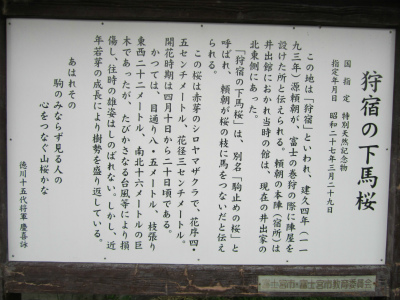 狩宿の下馬桜
国指定 特別天然記念物
指定年月日 昭和二十七年三月二十九日
この地は「狩宿」といわれ、建久四年（一一
九三年）源頼朝が、富士の巻狩の際に陣屋を
設けた所と伝えられる。頼朝の本陣（宿所）は
井出館におかれ当時の館は、現在の井出家の
北東側にあった。
「狩宿の下馬桜」は、別名「駒止めの桜」と
呼ばれ、頼朝が桜の枝に馬をつないだと伝え
られる。
この桜は赤芽のシロヤマザクラで、花序四・
五センチメートル、花径三センチメートル。
開花時期は四月十日から二十日ごろである。
かつては、目通り八・五メートル、枝張り
東西二十二メートル、南北十六メートルの巨
木であったが、たびかさなる台風等により損
傷し、往時の雄姿はしのばれない。しかし、近
年若芽の成長により樹勢を盛り返している。
あはれその
駒のみならず見る人の
心をつなぐ山桜かな
徳川十五代将軍 慶喜詠
富士宮市教育委員会